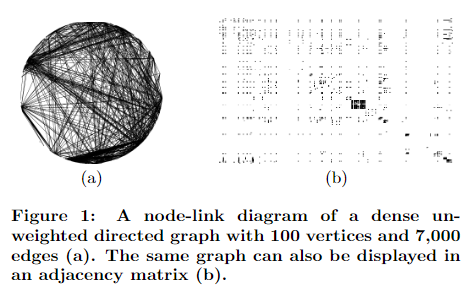 (a)
(b)
Figure 1: A node-link diagram of a dense un-
weighted directed graph with 100 vertices and 7,000
edges (a). The same graph can also be displayed in
an adjacency matrix (b).